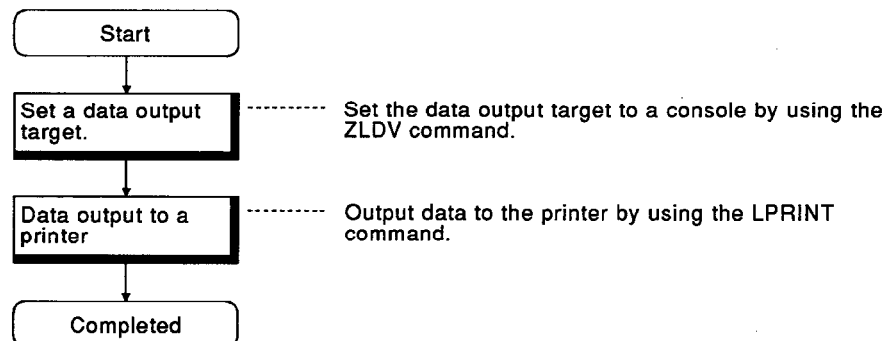 Start
Set a data output
target.
Set the data output target to a console by using the
ZLDV command.
Data output to a
printer
Output data to the printer by using the LPRINT
command.
Completed